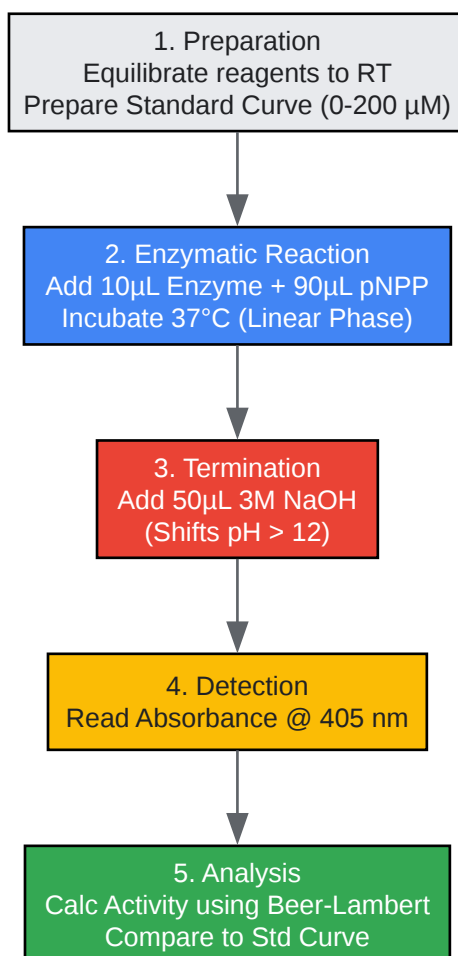 1. Preparation
Equilibrate reagents to RT
Prepare Standard Curve (0-200 µM)
2. Enzymatic Reaction
Add 10µL Enzyme + 90µL pNPP
Incubate 37°C (Linear Phase)
3. Termination
Add 50µL 3M NaOH
(Shifts pH > 12)
4. Detection
Read Absorbance @ 405 nm
5. Analysis
Calc Activity using Beer-Lambert
Compare to Std Curve